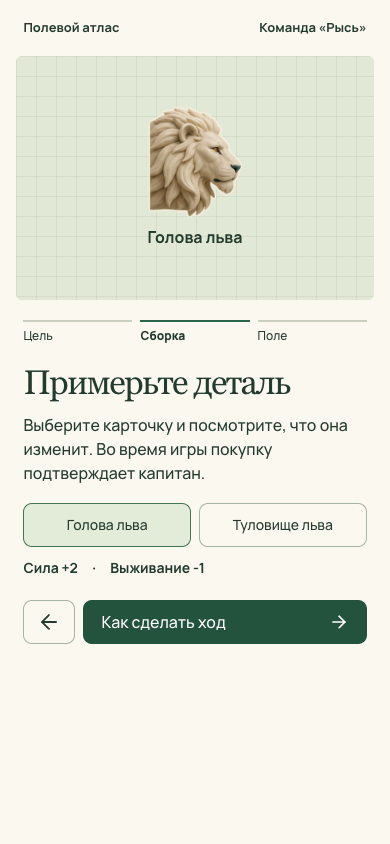 Полевой атлас
Команда «Рысь»
Голова льва
Цель
Сборка
Поле
Примерьте деталь
Выберите карточку и посмотрите, что она
изменит. Во время игры покупку
подтверждает капитан.
Голова льва
Туловище льва
Сила +2 · Выживание -1
Как сделать ход